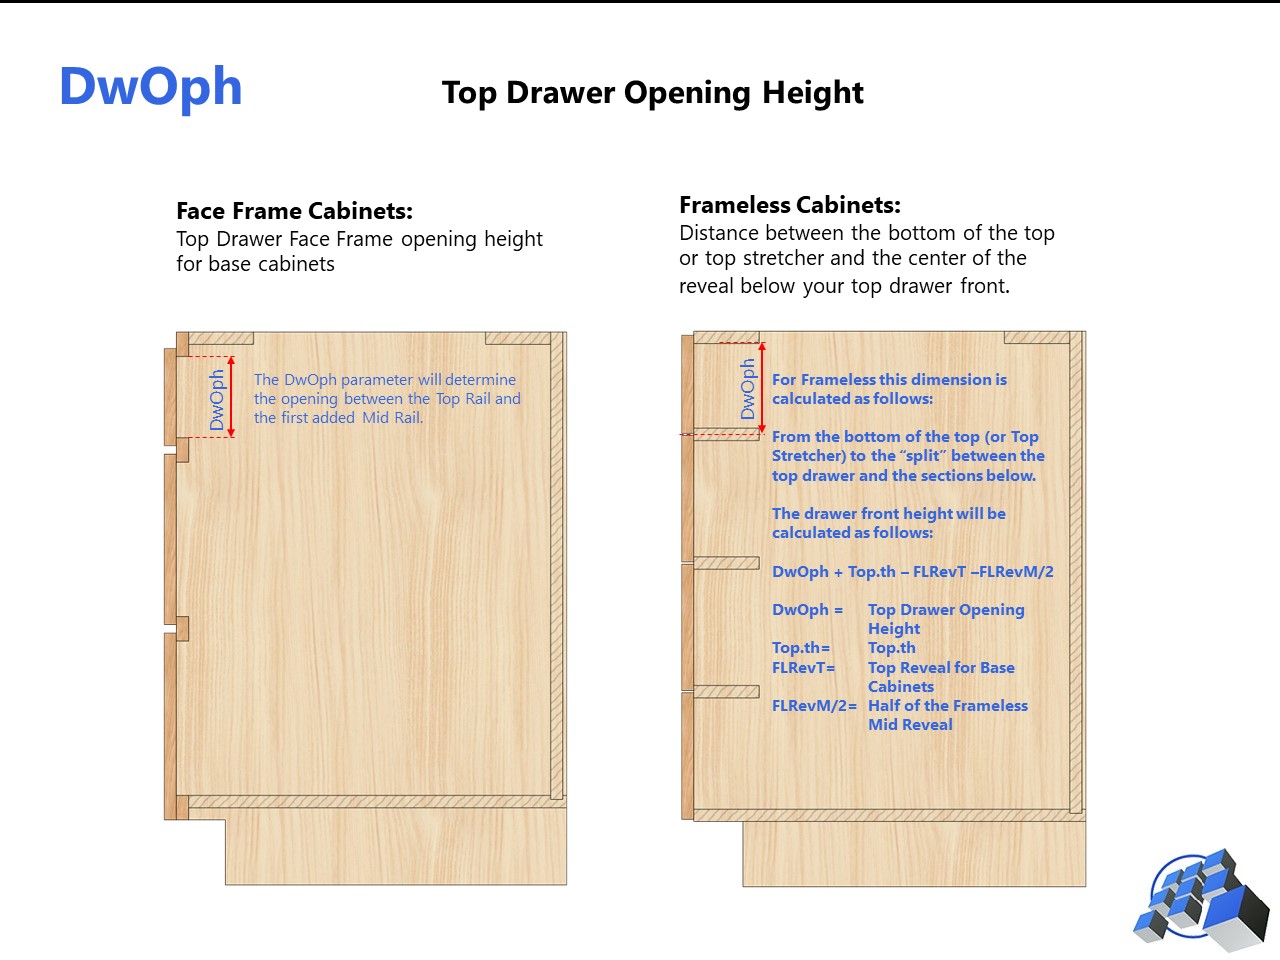 DwOph
Top Drawer Opening Height
Face Frame Cabinets:
Top Drawer Face Frame opening height
for base cabinets
Frameless Cabinets:
Distance between the bottom of the top
or top stretcher and the center of the
reveal below your top drawer front.
DwOph
The DwOph parameter will determine
the opening between the Top Rail and
the first added Mid Rail.
DwOph
For Frameless this dimension is
calculated as follows:
From the bottom of the top (or Top
Stretcher) to the “split” between the
top drawer and the sections below.
The drawer front height will be
calculated as follows:
DwOph + Top.th – FLRevT –FLRevM/2
DwOph = Top Drawer Opening
Height
Top.th= Top.th
FLRevT= Top Reveal for Base
Cabinets
FLRevM/2= Half of the Frameless
Mid Reveal